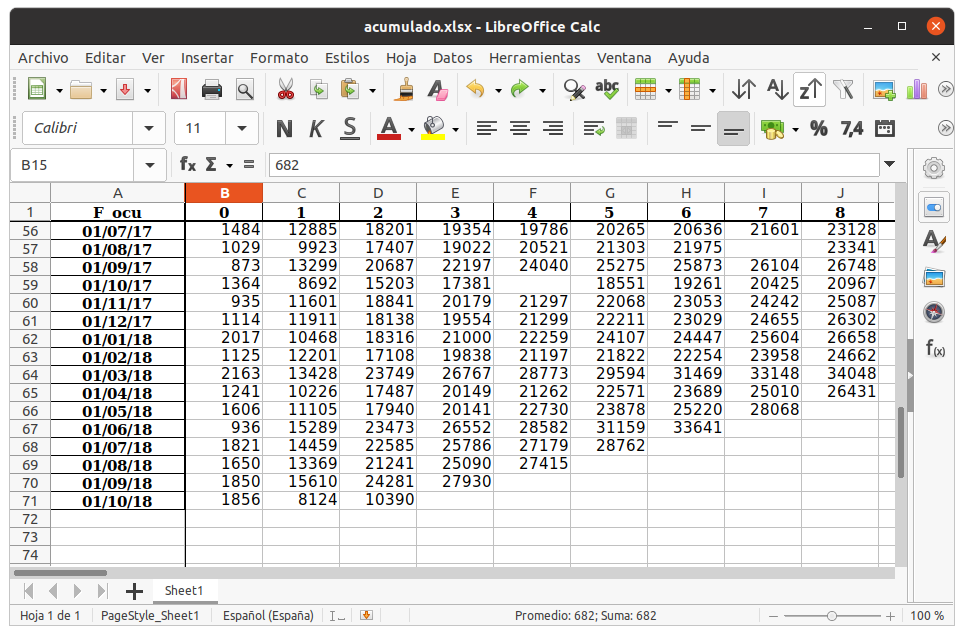 acumulado.xlsx - LibreOffice Calc
Archivo Editar Ver Insertar Formato Estilos Hoja Datos Herramientas Ventana Ayuda
Calibri 11 N K S A % 7,4
B15 fx Σ = 682
A B C D E F G H I J
1 F_ocu 0 1 2 3 4 5 6 7 8
56 01/07/17 1484 12885 18201 19354 19786 20265 20636 21601 23128
57 01/08/17 1029 9923 17407 19022 20521 21303 21975 23341
58 01/09/17 873 13299 20687 22197 24040 25275 25873 26104 26748
59 01/10/17 1364 8692 15203 17381 18551 19261 20425 20967
60 01/11/17 935 11601 18841 20179 21297 22068 23053 24242 25087
61 01/12/17 1114 11911 18138 19554 21299 22211 23029 24655 26302
62 01/01/18 2017 10468 18316 21000 22259 24107 24447 25604 26658
63 01/02/18 1125 12201 17108 19838 21197 21822 22254 23958 24662
64 01/03/18 2163 13428 23749 26767 28773 29594 31469 33148 34048
65 01/04/18 1241 10226 17487 20149 21262 22571 23689 25010 26431
66 01/05/18 1606 11105 17940 20141 22730 23878 25220 28068
67 01/06/18 936 15289 23473 26552 28582 31159 33641
68 01/07/18 1821 14459 22585 25786 27179 28762
69 01/08/18 1650 13369 21241 25090 27415
70 01/09/18 1850 15610 24281 27930
71 01/10/18 1856 8124 10390
72
73
74
Sheet1
Hoja 1 de 1 PageStyle_Sheet1 Español (España) Promedio: 682; Suma: 682 100 %